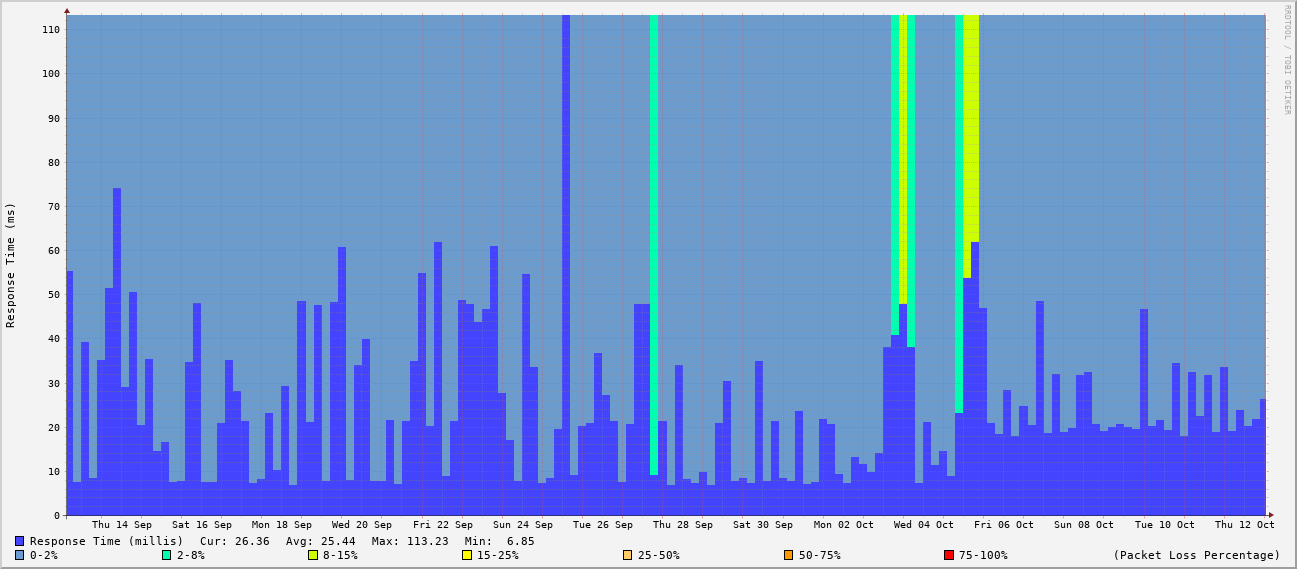 RRDTOOL / TOBI OETIKER
Response Time (ms)
110
100
90
80
70
60
50
40
30
20
10
0
Thu 14 Sep Sat 16 Sep Mon 18 Sep Wed 20 Sep Fri 22 Sep Sun 24 Sep Tue 26 Sep Thu 28 Sep Sat 30 Sep Mon 02 Oct Wed 04 Oct Fri 06 Oct Sun 08 Oct Tue 10 Oct Thu 12 Oct
Response Time (millis) Cur: 26.36 Avg: 25.44 Max: 113.23 Min: 6.85
0-2% 2-8% 8-15% 15-25% 25-50% 50-75% 75-100% (Packet Loss Percentage)